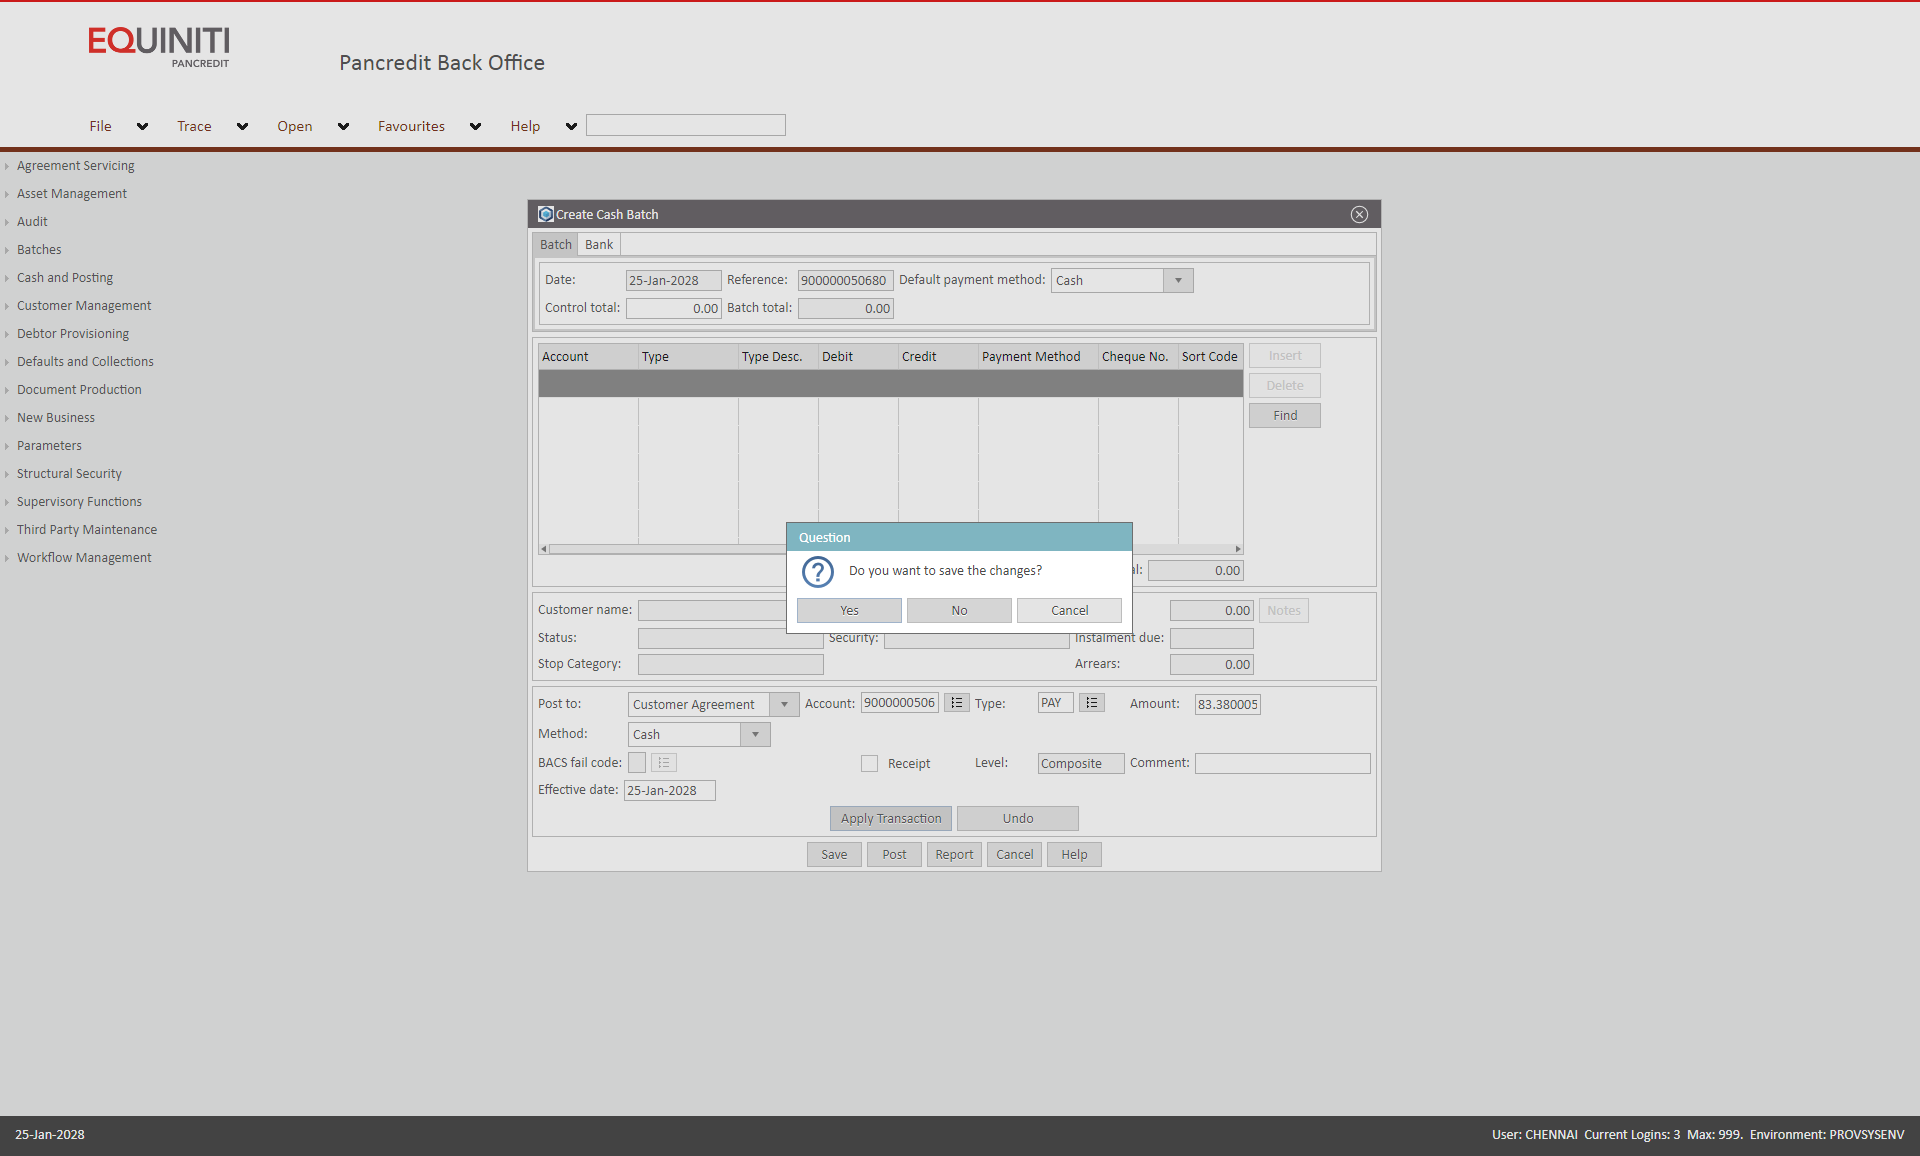 EQUINITI
PANCREDIT
Pancredit Back Office
File Trace Open Favourites Help
Agreement Servicing
Asset Management
Audit
Batches
Cash and Posting
Customer Management
Debtor Provisioning
Defaults and Collections
Document Production
New Business
Parameters
Structural Security
Supervisory Functions
Third Party Maintenance
Workflow Management
Create Cash Batch
Batch Bank
Date: 25-Jan-2028 Reference: 900000050680 Default payment method: Cash
Control total: 0.00 Batch total: 0.00
Account Type Type Desc. Debit Credit Payment Method Cheque No. Sort Code
Insert
Delete
Find
Question
Do you want to save the changes?
Yes No Cancel
0.00
Customer name: 0.00 Notes
Status: Security: Instalment due:
Stop Category: Arrears: 0.00
Post to: Customer Agreement Account: 9000000506 Type: PAY Amount: 83.380005
Method: Cash
BACS fail code: Receipt Level: Composite Comment:
Effective date: 25-Jan-2028
Apply Transaction Undo
Save Post Report Cancel Help
25-Jan-2028 User: CHENNAI Current Logins: 3 Max: 999. Environment: PROVSYSENV